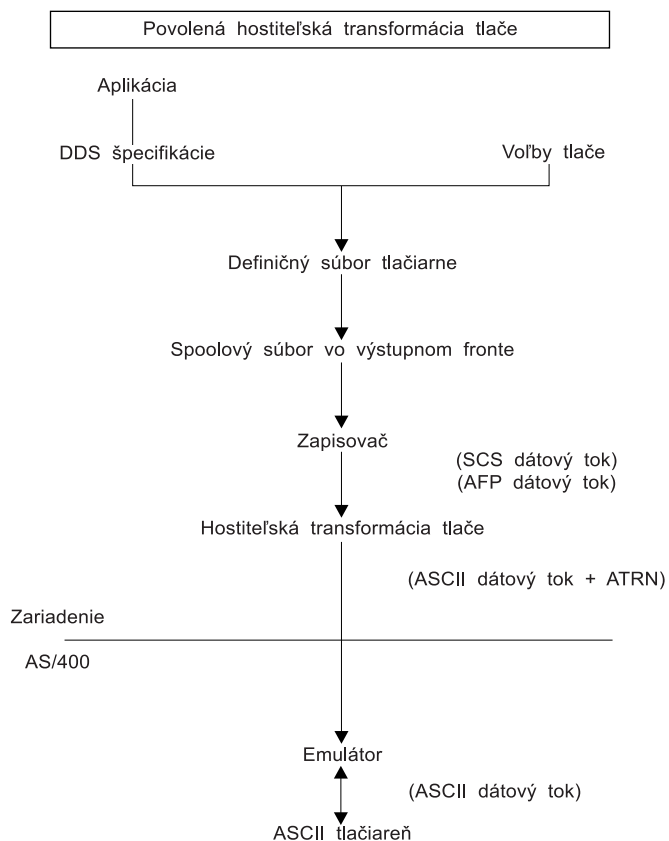 Povolená hostiteľská transformácia tlače
Aplikácia
DDS špecifikácie
Voľby tlače
Definičný súbor tlačiarne
Spoolový súbor vo výstupnom fronte
Zapisovač
(SCS dátový tok)
(AFP dátový tok)
Hostiteľská transformácia tlače
(ASCII dátový tok + ATRN)
Zariadenie
AS/400
Emulátor
(ASCII dátový tok)
ASCII tlačiareň